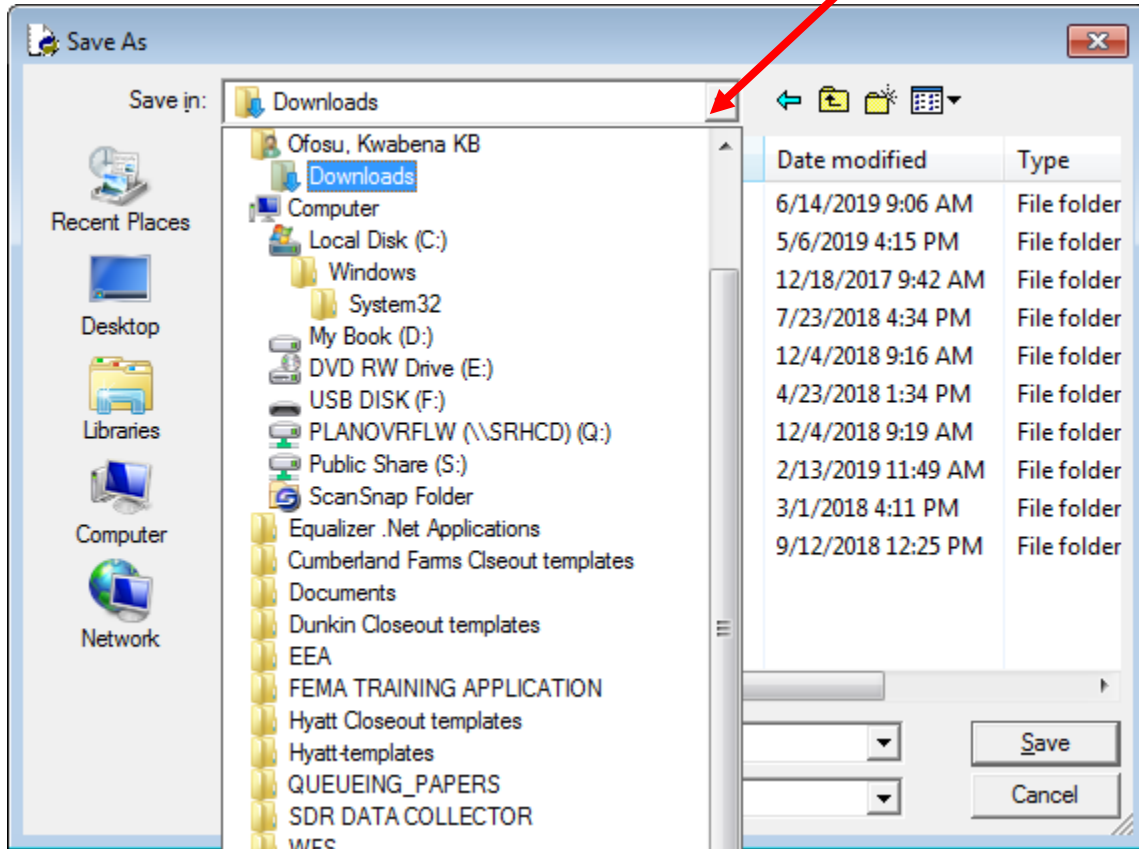 Save As
Save in:
Downloads
Recent Places
Desktop
Libraries
Computer
Network
Ofosu, Kwabena KB
Downloads
Computer
Local Disk (C:)
Windows
System32
My Book (D:)
DVD RW Drive (E:)
USB DISK (F:)
PLANOVRFLW (\\SRHCD) (Q:)
Public Share (S:)
ScanSnap Folder
Equalizer .Net Applications
Cumberland Farms Clseout templates
Documents
Dunkin Closeout templates
EEA
FEMA TRAINING APPLICATION
Hyatt Closeout templates
Hyatt-templates
QUEUEING_PAPERS
SDR DATA COLLECTOR
Date modified Type
6/14/2019 9:06 AM File folder
5/6/2019 4:15 PM File folder
12/18/2017 9:42 AM File folder
7/23/2018 4:34 PM File folder
12/4/2018 9:16 AM File folder
4/23/2018 1:34 PM File folder
12/4/2018 9:19 AM File folder
2/13/2019 11:49 AM File folder
3/1/2018 4:11 PM File folder
9/12/2018 12:25 PM File folder
Save
Cancel